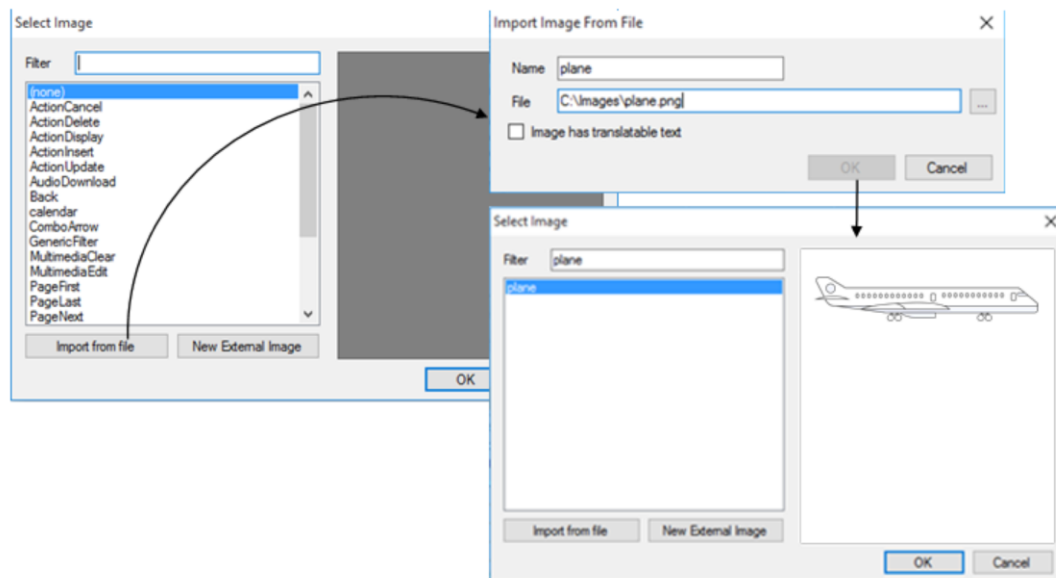 Select Image
Filter
(none)
ActionCancel
ActionDelete
ActionDisplay
ActionInsert
ActionUpdate
AudioDownload
Back
calendar
ComboArrow
GenericFilter
MultimediaClear
MultimediaEdit
PageFirst
PageLast
PageNext
Import from file
New External Image
OK
Import Image From File
Name
plane
File
C:\Images\plane.png
...
Image has translatable text
OK
Cancel
Select Image
Filter
plane
plane
Import from file
New External Image
OK
Cancel